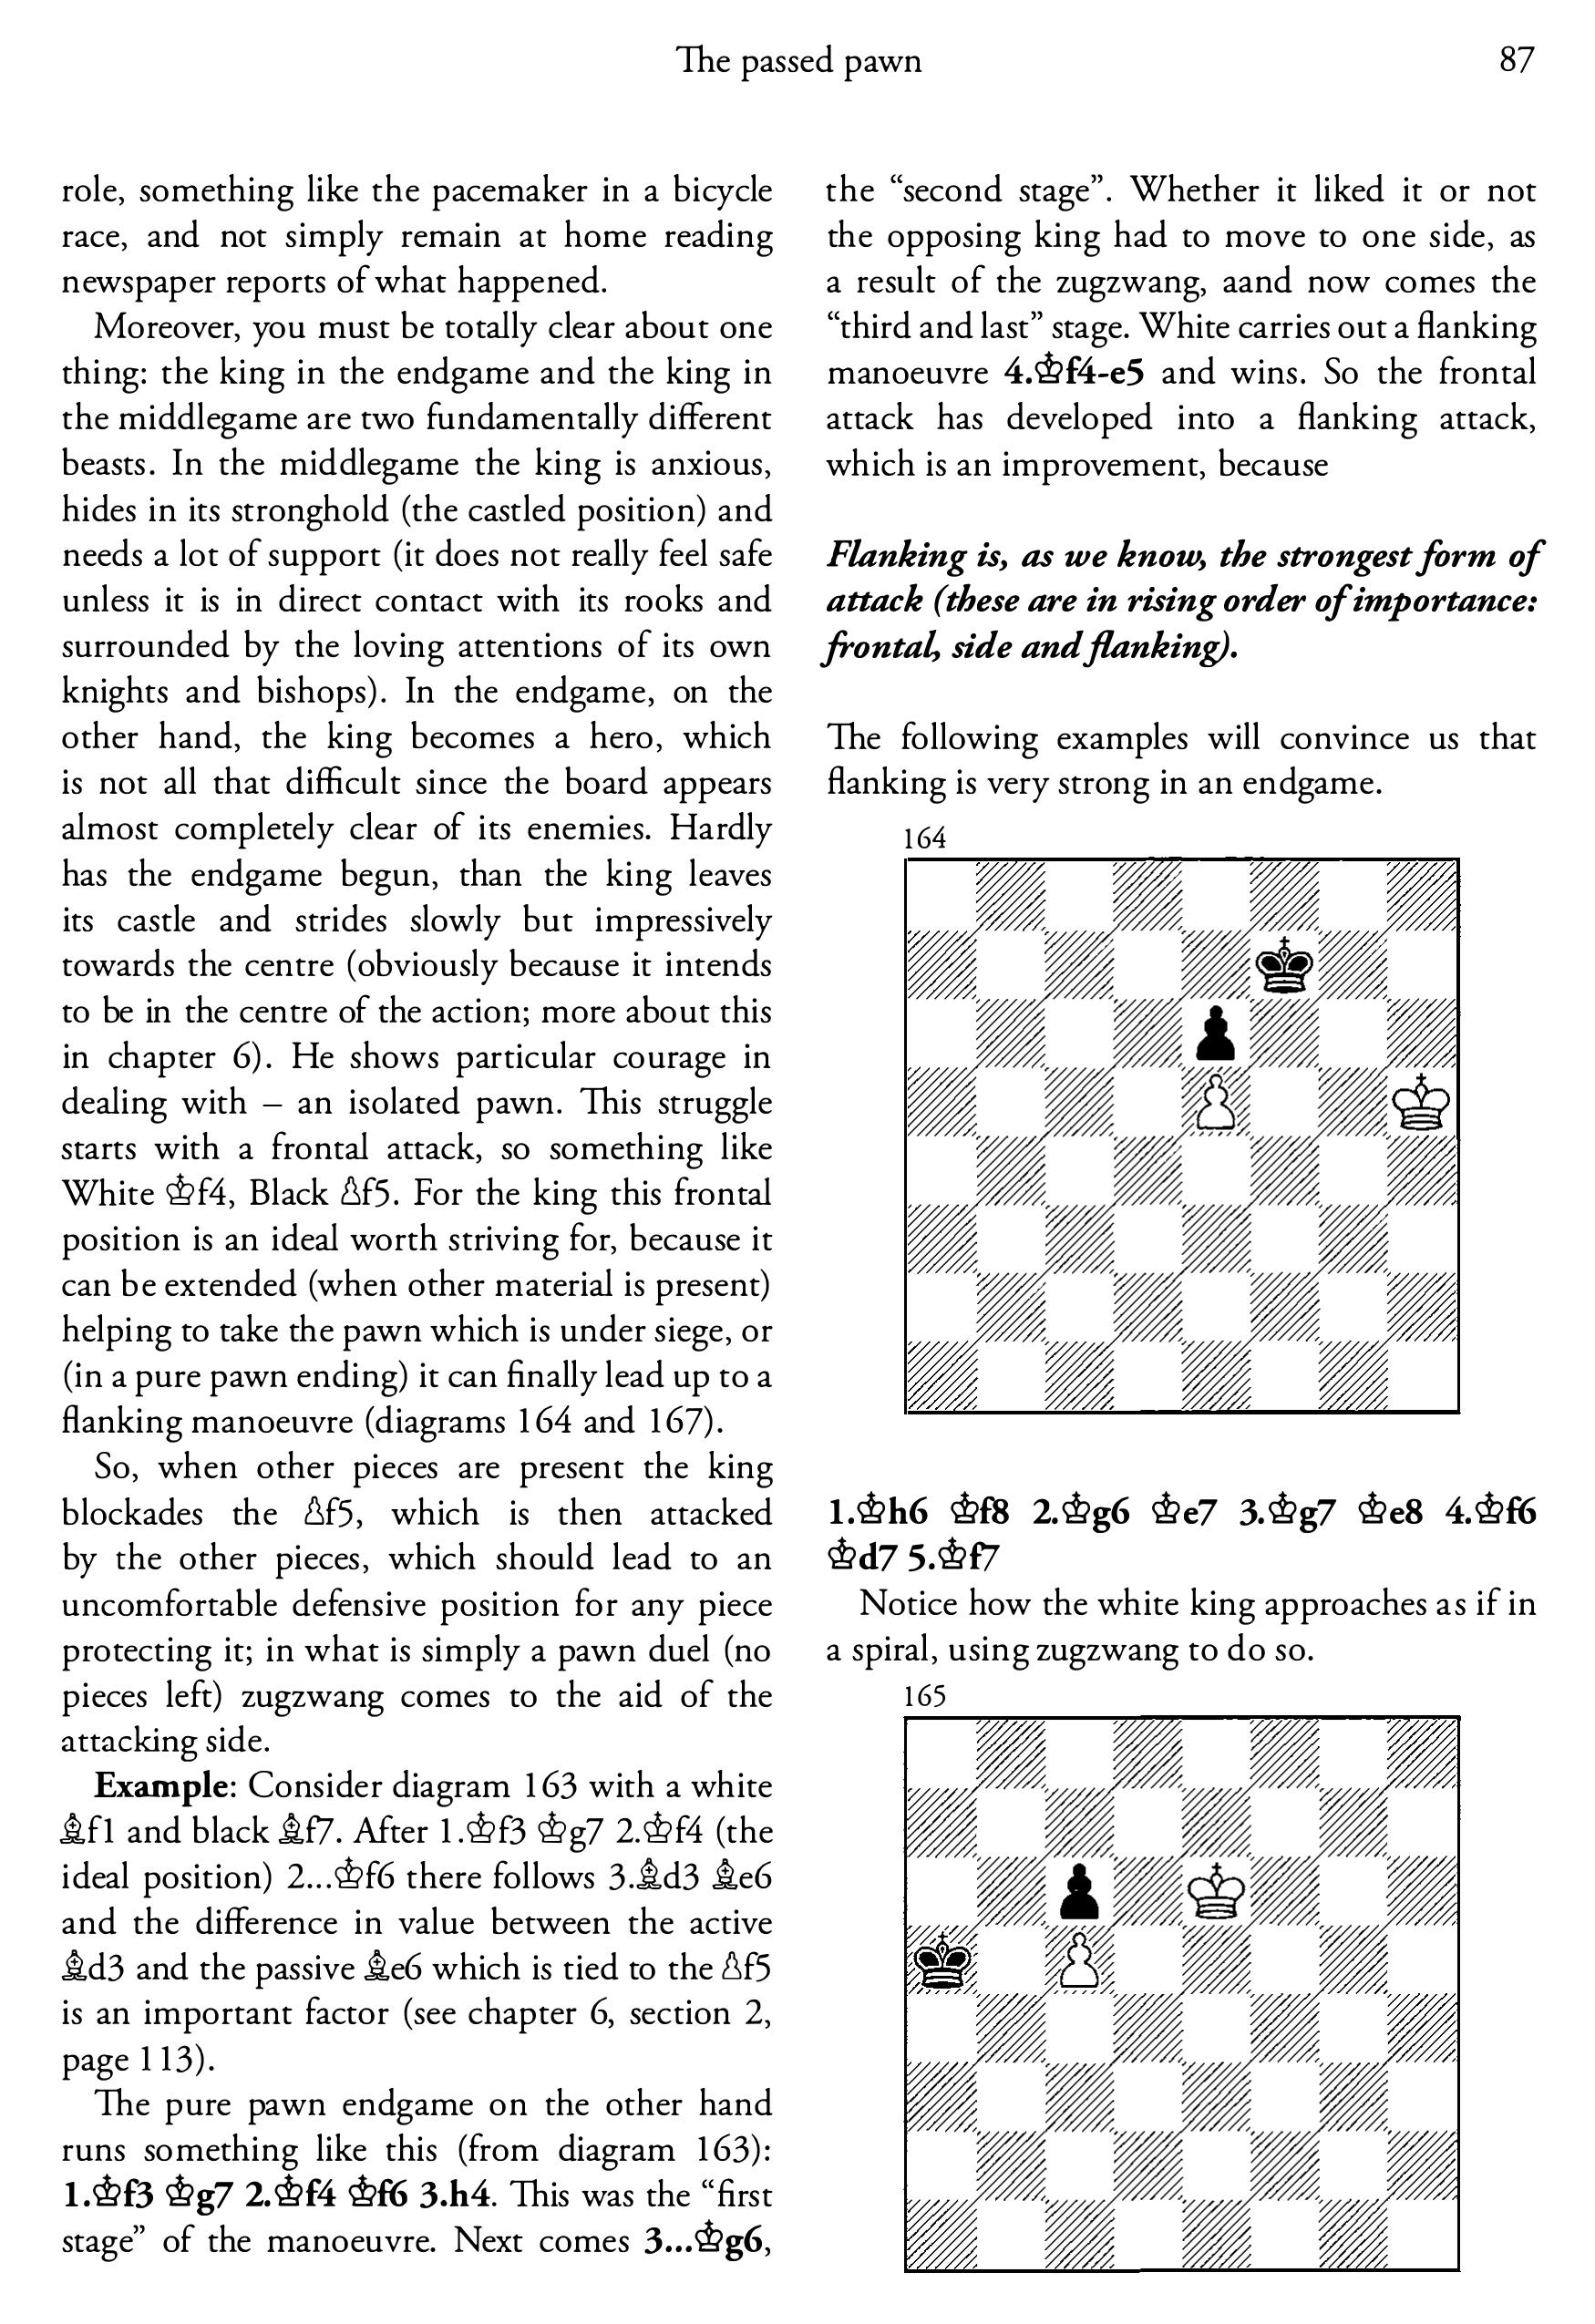 The passed pawn
87
role, something like the pacemaker in a bicycle
race, and not simply remain at home reading
newspaper reports of what happened.
Moreover, you must be totally clear about one
thing: the king in the endgame and the king in
the middlegame are two fundamentally different
beasts. In the middlegame the king is anxious,
hides in its stronghold (the castled position) and
needs a lot of support (it does not really feel safe
unless it is in direct contact with its rooks and
surrounded by the loving attentions of its own
knights and bishops). In the endgame, on the
other hand, the king becomes a hero, which
is not all that difficult since the board appears
almost completely clear of its enemies. Hardly
has the endgame begun, than the king leaves
its castle and strides slowly but impressively
towards the centre (obviously because it intends
to be in the centre of the action; more about this
in chapter 6). He shows particular courage in
dealing with – an isolated pawn. This struggle
starts with a frontal attack, so something like
White ♔f4, Black ♙f5. For the king this frontal
position is an ideal worth striving for, because it
can be extended (when other material is present)
helping to take the pawn which is under siege, or
(in a pure pawn ending) it can finally lead up to a
flanking manoeuvre (diagrams 164 and 167).
So, when other pieces are present the king
blockades the ♙f5, which is then attacked
by the other pieces, which should lead to an
uncomfortable defensive position for any piece
protecting it; in what is simply a pawn duel (no
pieces left) zugzwang comes to the aid of the
attacking side.
Example: Consider diagram 163 with a white
♗f1 and black ♗f7. After 1.♔f3 ♔g7 2.♔f4 (the
ideal position) 2...♔f6 there follows 3.♗d3 ♗e6
and the difference in value between the active
♗d3 and the passive ♗e6 which is tied to the ♙f5
is an important factor (see chapter 6, section 2,
page 113).
The pure pawn endgame on the other hand
runs something like this (from diagram 163):
1.♔f3 ♔g7 2.♔f4 ♔f6 3.h4. This was the “first
stage” of the manoeuvre. Next comes 3...♔g6,
the “second stage”. Whether it liked it or not
the opposing king had to move to one side, as
a result of the zugzwang, aand now comes the
“third and last” stage. White carries out a flanking
manoeuvre 4.♔f4-e5 and wins. So the frontal
attack has developed into a flanking attack,
which is an improvement, because
Flanking is, as we know, the strongest form of
attack (these are in rising order of importance:
frontal, side and flanking).
The following examples will convince us that
flanking is very strong in an endgame.
164
1.♔h6 ♔f8 2.♔g6 ♔e7 3.♔g7 ♔e8 4.♔f6
♔d7 5.♔f7
Notice how the white king approaches as if in
a spiral, using zugzwang to do so.
165